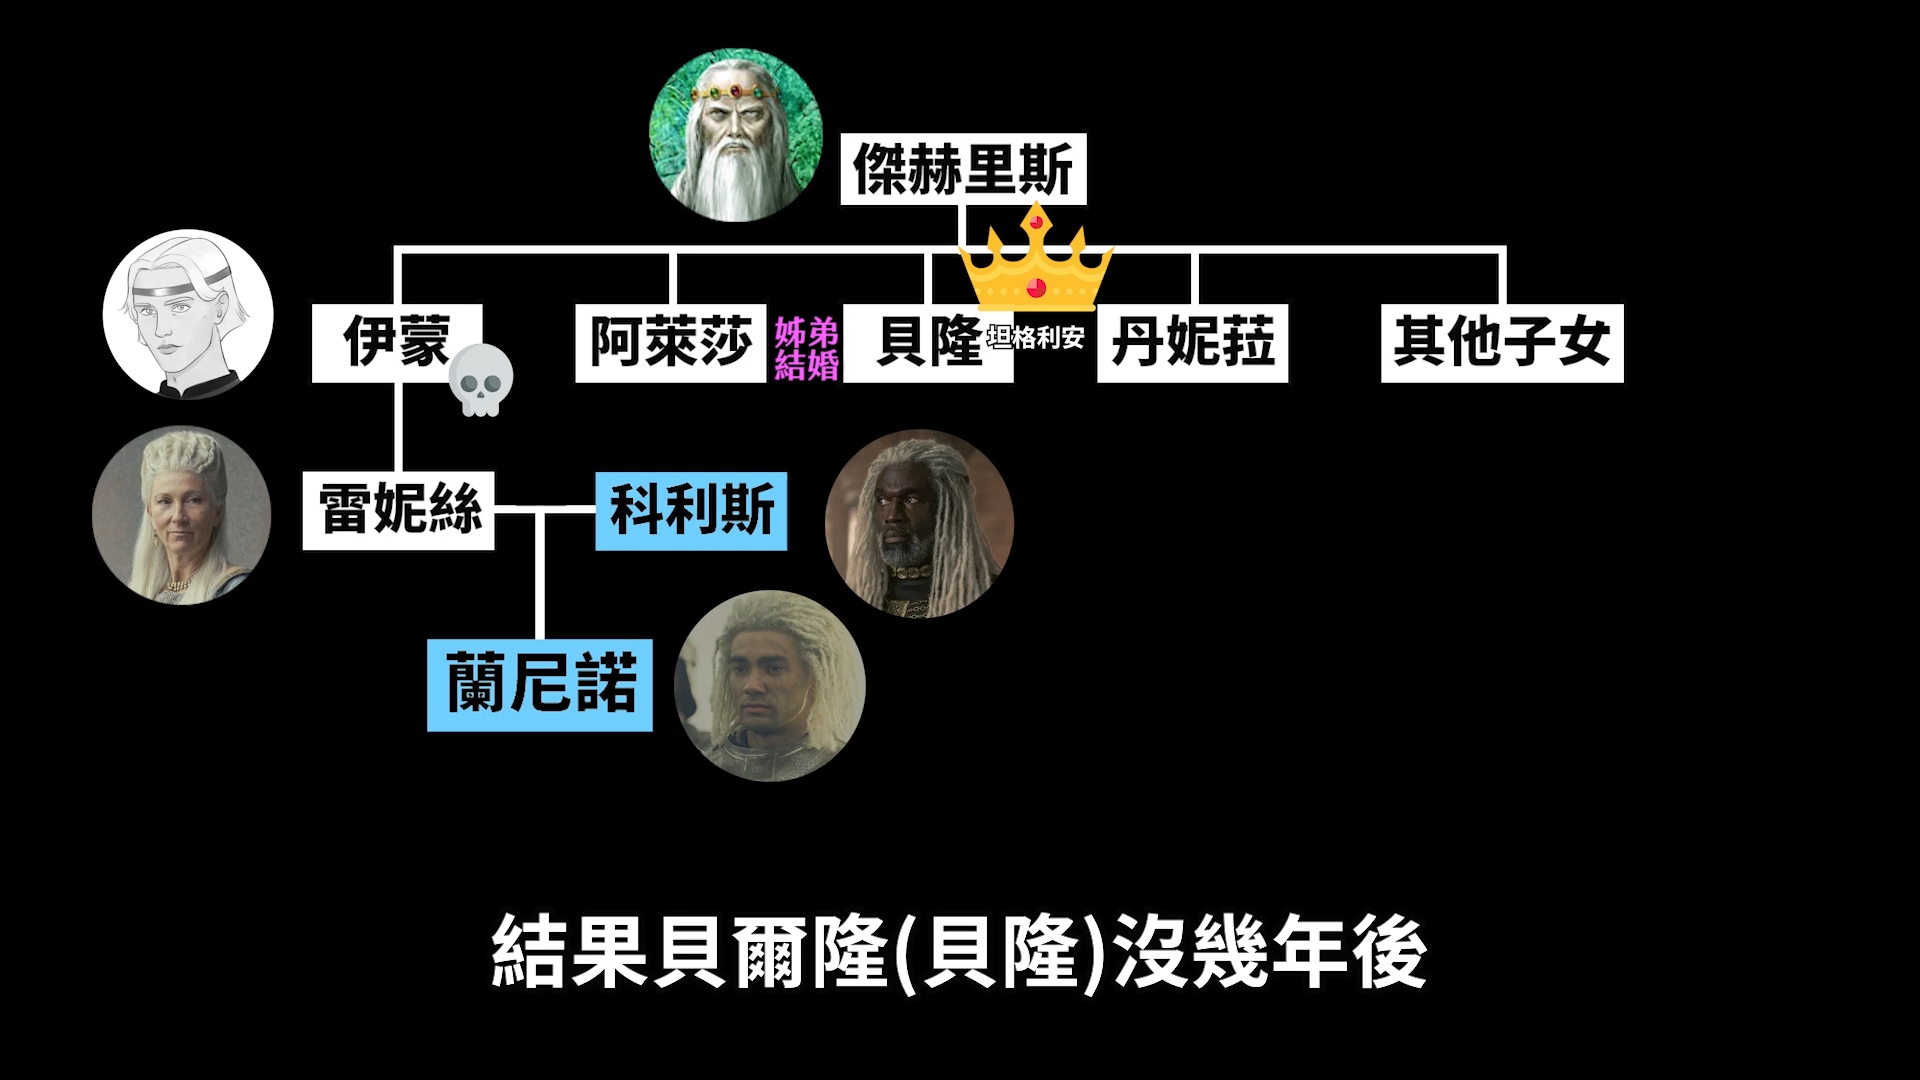 傑赫里斯
伊蒙
阿萊莎
姊弟
結婚
貝隆
坦格利安
丹妮菈
其他子女
雷妮絲
科利斯
蘭尼諾
結果貝爾隆(貝隆)沒幾年後